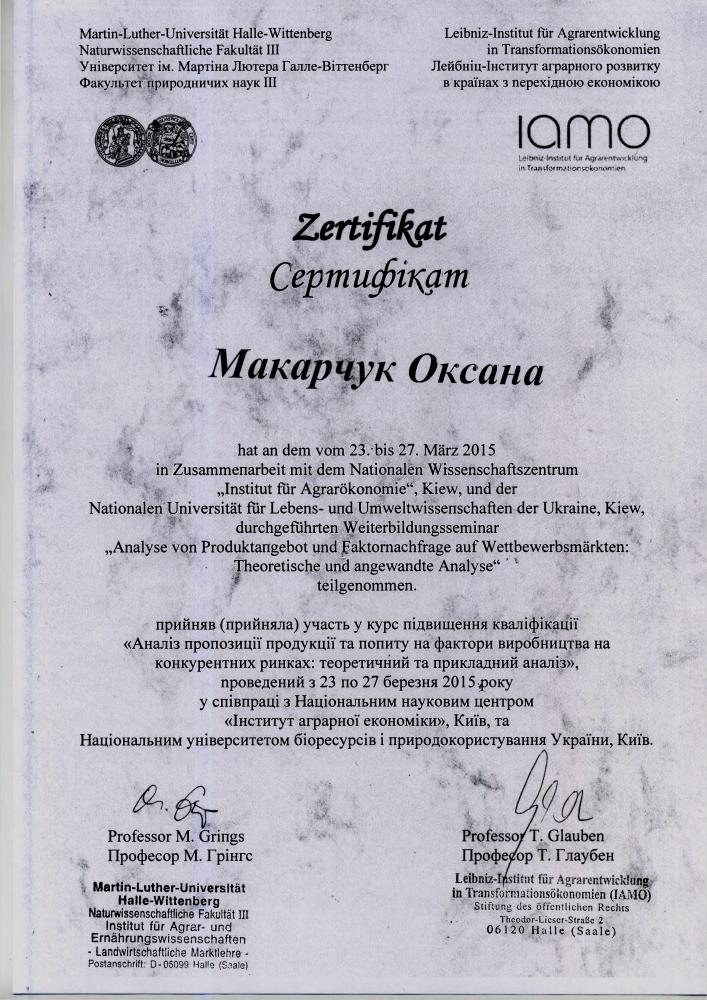 Martin-Luther-Universität Halle-Wittenberg
Naturwissenschaftliche Fakultät III
Університет ім. Мартіна Лютера Галле-Віттенберг
Факультет природничих наук III
Leibniz-Institut für Agrarentwicklung
in Transformationsökonomien
Лейбніц-Інститут аграрного розвитку
в країнах з перехідною економікою
iamo
Leibniz-Institut für Agrarentwicklung
in Transformationsökonomien
Zertifikat
Сертифікат
Макарчук Оксана
hat an dem vom 23. bis 27. März 2015
in Zusammenarbeit mit dem Nationalen Wissenschaftszentrum
„Institut für Agrarökonomie“, Kiew, und der
Nationalen Universität für Lebens- und Umweltwissenschaften der Ukraine, Kiew,
durchgeführten Weiterbildungsseminar
„Analyse von Produktangebot und Faktornachfrage auf Wettbewerbsmärkten:
Theoretische und angewandte Analyse“
teilgenommen.
прийняв (прийняла) участь у курс підвищення кваліфікації
«Аналіз пропозиції продукції та попиту на фактори виробництва на
конкурентних ринках: теоретичний та прикладний аналіз»,
проведений з 23 по 27 березня 2015 року
у співпраці з Національним науковим центром
«Інститут аграрної економіки», Київ, та
Національним університетом біоресурсів і природокористування України, Київ.
Professor M. Grings
Професор М. Грінгс
Martin-Luther-Universität
Halle-Wittenberg
Naturwissenschaftliche Fakultät III
Institut für Agrar- und
Ernährungswissenschaften
- Landwirtschaftliche Marktlehre -
Postanschrift: D-06099 Halle (Saale)
Professor T. Glauben
Професор Т. Глаубен
Leibniz-Institut für Agrarentwicklung
in Transformationsökonomien (IAMO)
Stiftung des öffentlichen Rechts
Theodor-Lieser-Straße 2
06120 Halle (Saale)